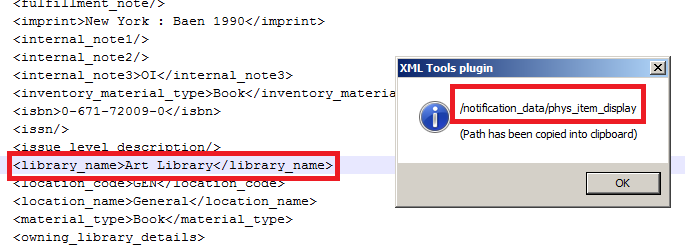 <fulfillment_note/>
<imprint>New York : Baen 1990</imprint>
<internal_note1/>
<internal_note2/>
<internal_note3>OI</internal_note3>
<inventory_material_type>Book</inventory_mate
<isbn>0-671-72009-0</isbn>
<issn/>
<issue_level_description/>
<library_name>Art Library</library_name>
<location_code>GEN</location_code>
<location_name>General</location_name>
<material_type>Book</material_type>
<owning_library_details>
XML Tools plugin
/notification_data/phys_item_display
(Path has been copied into clipboard)
OK